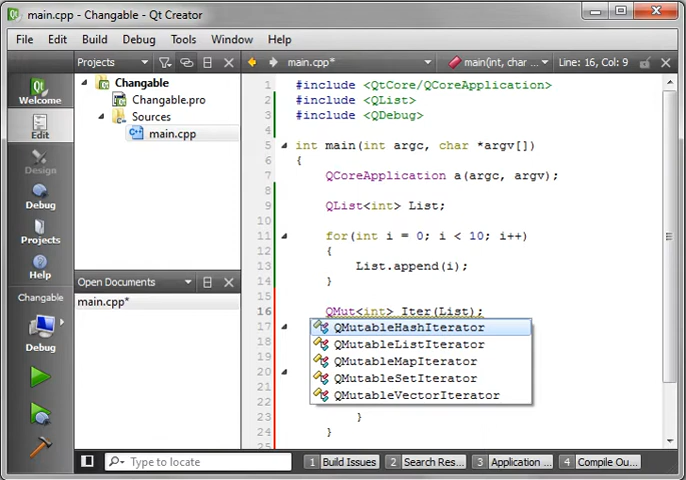 main.cpp - Changable - Qt Creator
File Edit Build Debug Tools Window Help
Projects
main.cpp*
main(int, char ...
Line: 16, Col: 9
Welcome
Edit
Design
Debug
Projects
Help
Changable
Debug
Changable
Changable.pro
Sources
main.cpp
Open Documents
main.cpp*
1 #include <QtCore/QCoreApplication>
2 #include <QList>
3 #include <QDebug>
4
5 int main(int argc, char *argv[])
6 {
7 QCoreApplication a(argc, argv);
8
9 QList<int> List;
10
11 for(int i = 0; i < 10; i++)
12 {
13 List.append(i);
14 }
15
16 QMut<int> Iter(List);
17
18
19
20
21
22 }
23 }
24
QMutableHashIterator
QMutableListIterator
QMutableMapIterator
QMutableSetIterator
QMutableVectorIterator
Type to locate
1 Build Issues
2 Search Res...
3 Application ...
4 Compile Ou...